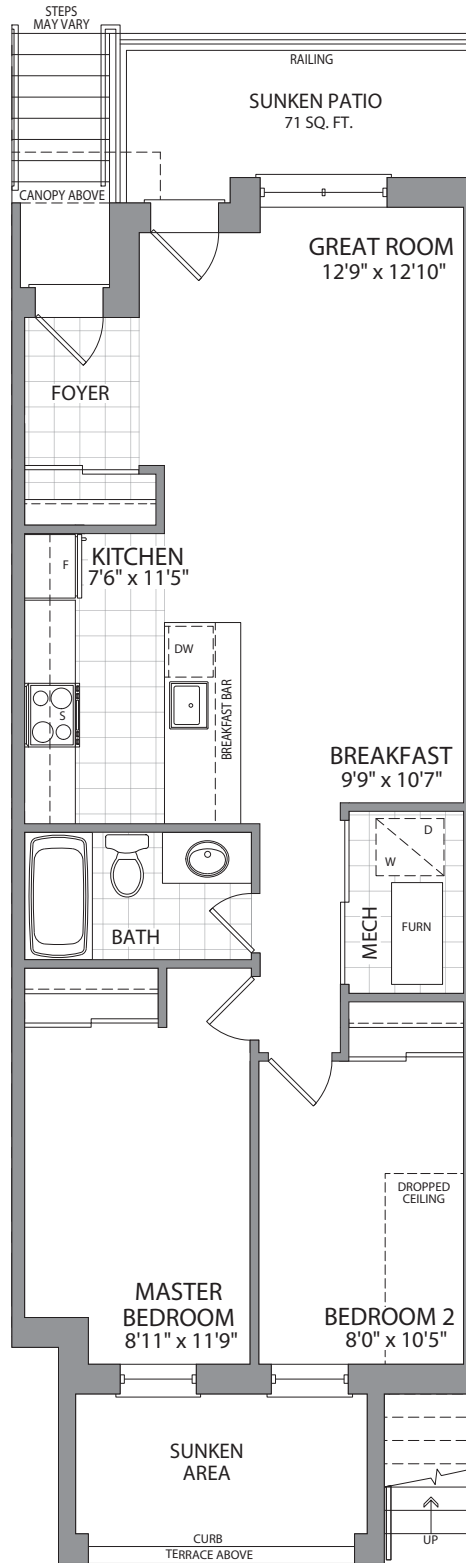 STEPS
MAY VARY
RAILING
SUNKEN PATIO
71 SQ. FT.
CANOPY ABOVE
GREAT ROOM
12'9" x 12'10"
FOYER
F
KITCHEN
7'6" x 11'5"
DW
S
BREAKFAST BAR
BREAKFAST
9'9" x 10'7"
D
W
MECH
FURN
BATH
DROPPED
CEILING
MASTER
BEDROOM
8'11" x 11'9"
BEDROOM 2
8'0" x 10'5"
SUNKEN
AREA
CURB
TERRACE ABOVE
UP